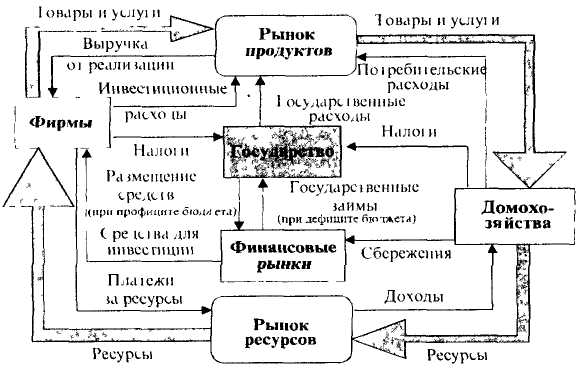 Товары и услуги
Рынок
продуктов
Товары и услуги
Выручка
от реализации
Потребительские
расходы
Инвестиционные
расходы
Государственные
расходы
Фирмы
Налоги
Государство
Налоги
Размещение
средств
(при профиците бюджета)
Государственные
займы
(при дефиците бюджета)
Домохо-
зяйства
Средства для
инвестиции
Финансовые
рынки
Сбережения
Платежи
за ресурсы
Доходы
Рынок
ресурсов
Ресурсы
Ресурсы